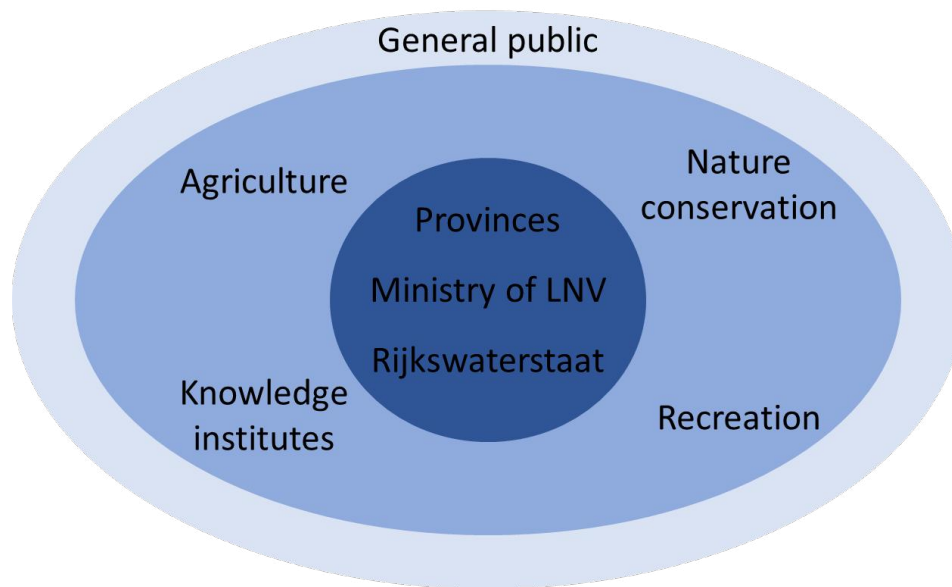 General public
Agriculture
Nature
conservation
Provinces
Ministry of LNV
Rijkswaterstaat
Knowledge
institutes
Recreation